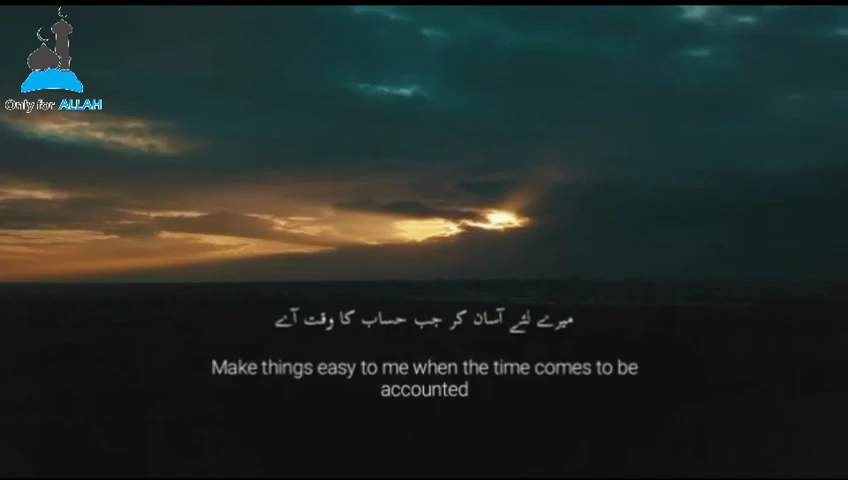 Only for ALLAH
میرے لئے آسان کر جب حساب کا وقت آے
Make things easy to me when the time comes to be
accounted